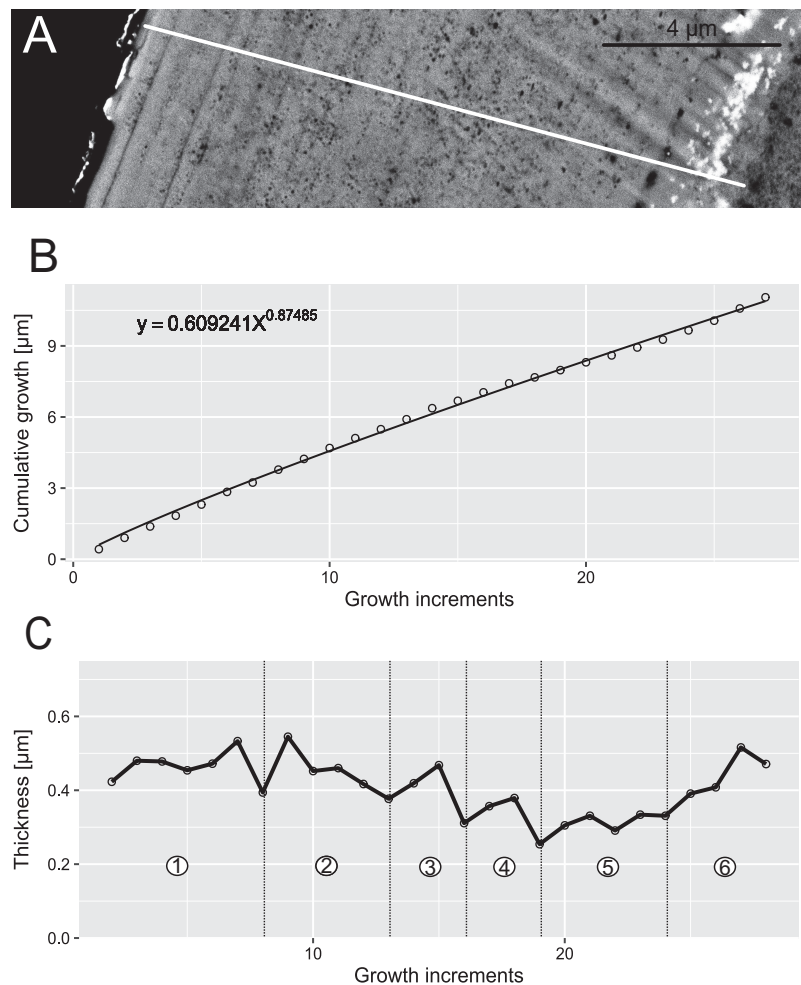 A
4 µm
B
y = 0.609241X^0.87485
Cumulative growth [µm]
9
6
3
0
0 10 20
Growth increments
C
Thickness [µm]
0.6
0.4
0.2
0.0
① ② ③ ④ ⑤ ⑥
10 20
Growth increments